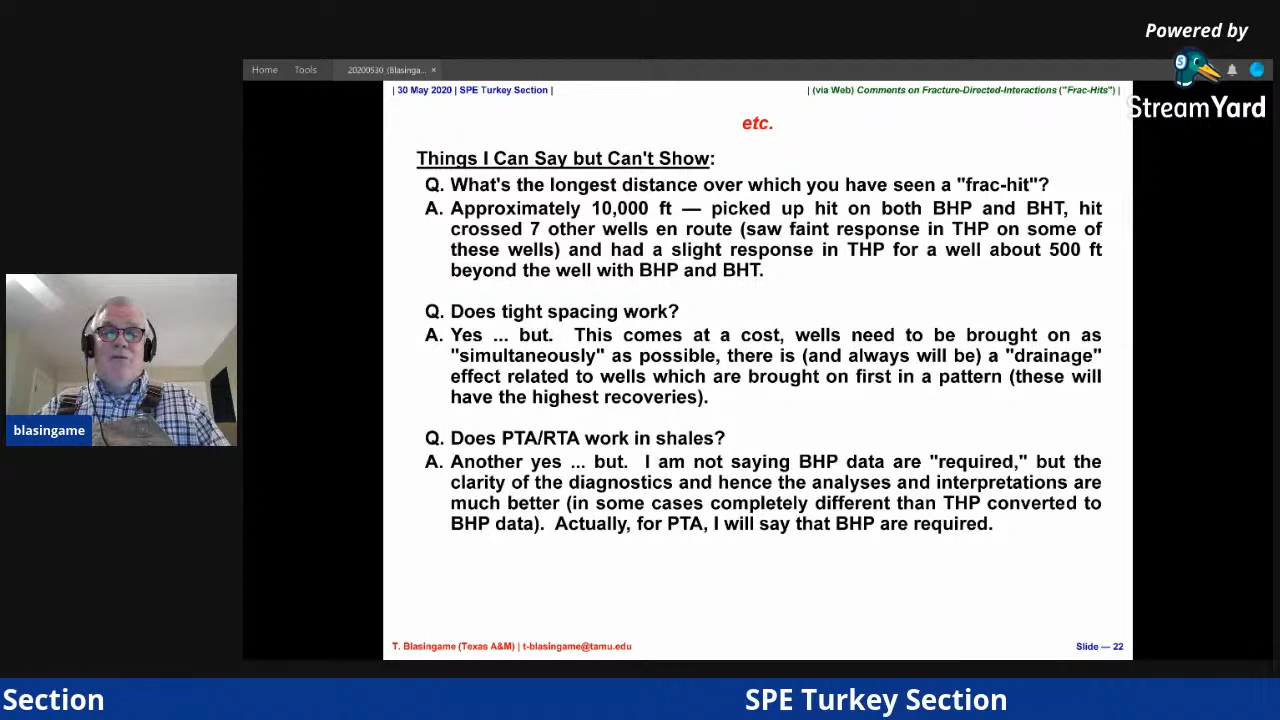 Powered by
StreamYard
Home Tools 20200530_(Blasinga... ×
| 30 May 2020 | SPE Turkey Section | | (via Web) Comments on Fracture-Directed-Interactions ("Frac-Hits") |
etc.
Things I Can Say but Can't Show:
Q. What's the longest distance over which you have seen a "frac-hit"?
A. Approximately 10,000 ft — picked up hit on both BHP and BHT, hit
crossed 7 other wells en route (saw faint response in THP on some of
these wells) and had a slight response in THP for a well about 500 ft
beyond the well with BHP and BHT.
Q. Does tight spacing work?
A. Yes ... but. This comes at a cost, wells need to be brought on as
"simultaneously" as possible, there is (and always will be) a "drainage"
effect related to wells which are brought on first in a pattern (these will
have the highest recoveries).
Q. Does PTA/RTA work in shales?
A. Another yes ... but. I am not saying BHP data are "required," but the
clarity of the diagnostics and hence the analyses and interpretations are
much better (in some cases completely different than THP converted to
BHP data). Actually, for PTA, I will say that BHP are required.
blasingame
T. Blasingame (Texas A&M) | t-blasingame@tamu.edu Slide — 22
Section SPE Turkey Section